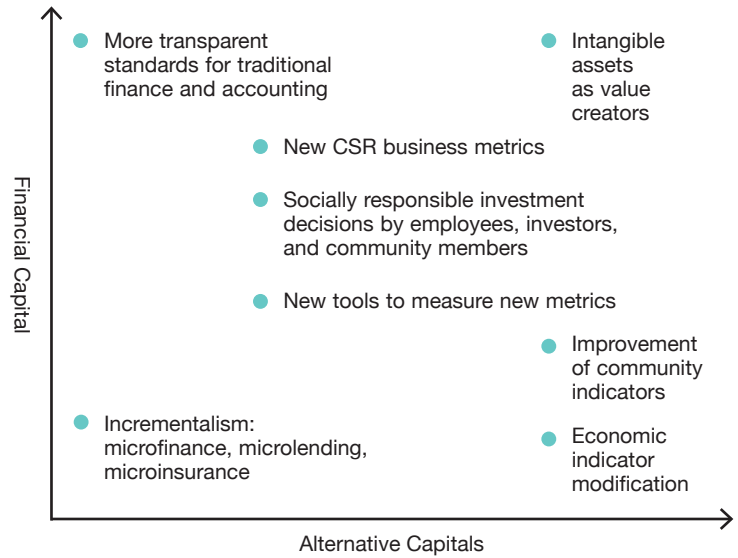 More transparent
standards for traditional
finance and accounting
Intangible
assets
as value
creators
New CSR business metrics
Socially responsible investment
decisions by employees, investors,
and community members
New tools to measure new metrics
Improvement
of community
indicators
Incrementalism:
microfinance, microlending,
microinsurance
Economic
indicator
modification
Financial Capital
Alternative Capitals